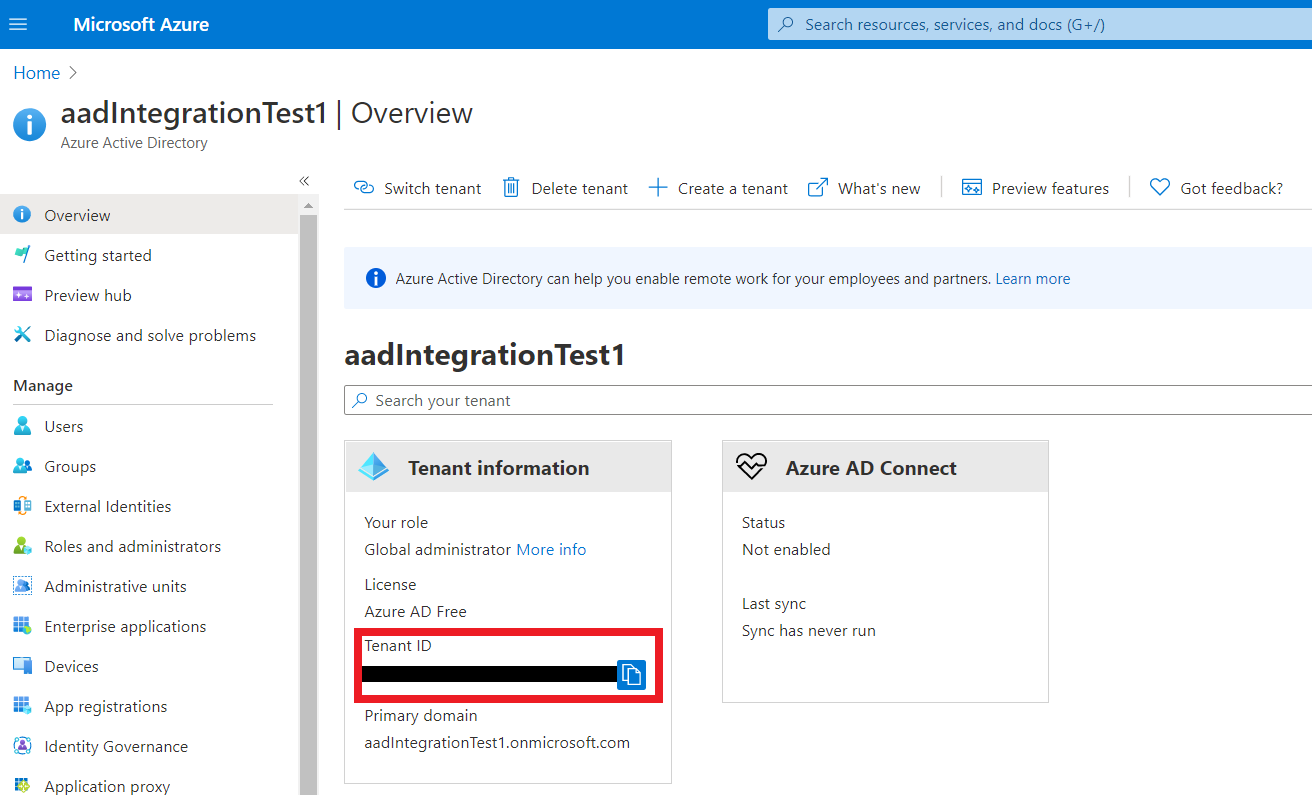 Microsoft Azure
Search resources, services, and docs (G+/)
Home
aadIntegrationTest1 | Overview
Azure Active Directory
«
Switch tenant
Delete tenant
Create a tenant
What's new
Preview features
Got feedback?
Overview
Getting started
Preview hub
Diagnose and solve problems
Manage
Users
Groups
External Identities
Roles and administrators
Administrative units
Enterprise applications
Devices
App registrations
Identity Governance
Application proxy
Azure Active Directory can help you enable remote work for your employees and partners. Learn more
aadIntegrationTest1
Search your tenant
Tenant information
Your role
Global administrator More info
License
Azure AD Free
Tenant ID
Primary domain
aadIntegrationTest1.onmicrosoft.com
Azure AD Connect
Status
Not enabled
Last sync
Sync has never run